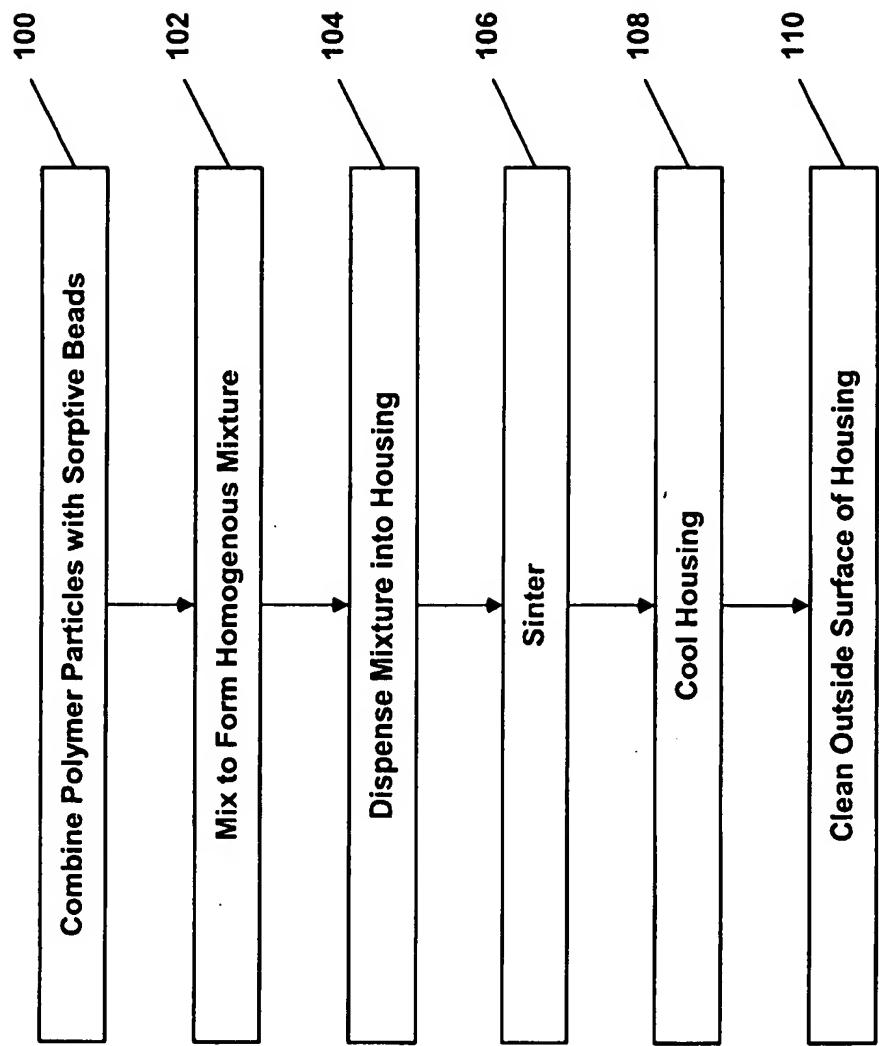 100
Combine Polymer Particles with Sorptive Beads
102
Mix to Form Homogenous Mixture
104
Dispense Mixture into Housing
106
Sinter
108
Cool Housing
110
Clean Outside Surface of Housing